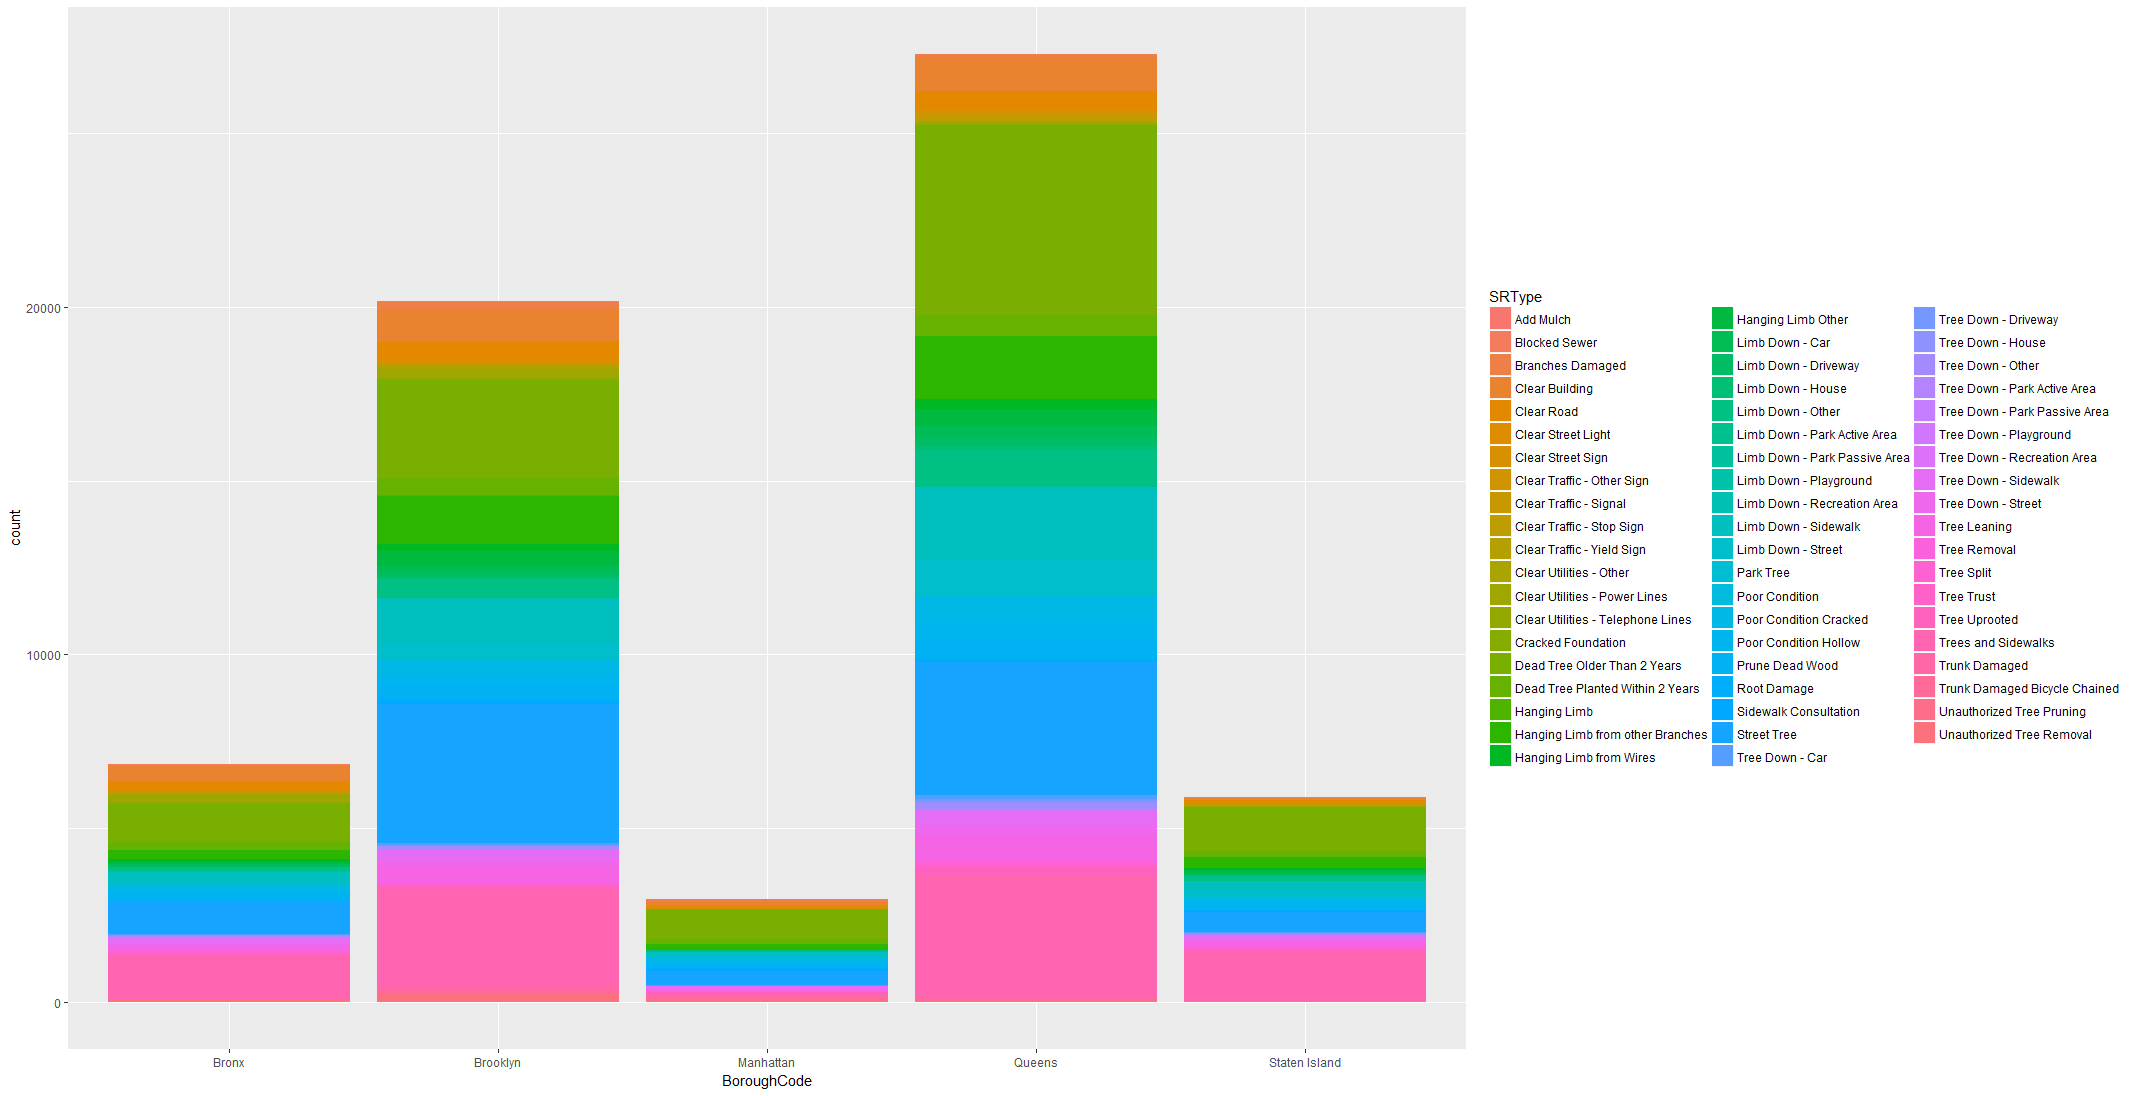 20000
10000
0
count
Bronx
Brooklyn
Manhattan
Queens
Staten Island
BoroughCode
SRType
Add Mulch
Blocked Sewer
Branches Damaged
Clear Building
Clear Road
Clear Street Light
Clear Street Sign
Clear Traffic - Other Sign
Clear Traffic - Signal
Clear Traffic - Stop Sign
Clear Traffic - Yield Sign
Clear Utilities - Other
Clear Utilities - Power Lines
Clear Utilities - Telephone Lines
Cracked Foundation
Dead Tree Older Than 2 Years
Dead Tree Planted Within 2 Years
Hanging Limb
Hanging Limb from other Branches
Hanging Limb from Wires
Hanging Limb Other
Limb Down - Car
Limb Down - Driveway
Limb Down - House
Limb Down - Other
Limb Down - Park Active Area
Limb Down - Park Passive Area
Limb Down - Playground
Limb Down - Recreation Area
Limb Down - Sidewalk
Limb Down - Street
Park Tree
Poor Condition
Poor Condition Cracked
Poor Condition Hollow
Prune Dead Wood
Root Damage
Sidewalk Consultation
Street Tree
Tree Down - Car
Tree Down - Driveway
Tree Down - House
Tree Down - Other
Tree Down - Park Active Area
Tree Down - Park Passive Area
Tree Down - Playground
Tree Down - Recreation Area
Tree Down - Sidewalk
Tree Down - Street
Tree Leaning
Tree Removal
Tree Split
Tree Trust
Tree Uprooted
Trees and Sidewalks
Trunk Damaged
Trunk Damaged Bicycle Chained
Unauthorized Tree Pruning
Unauthorized Tree Removal